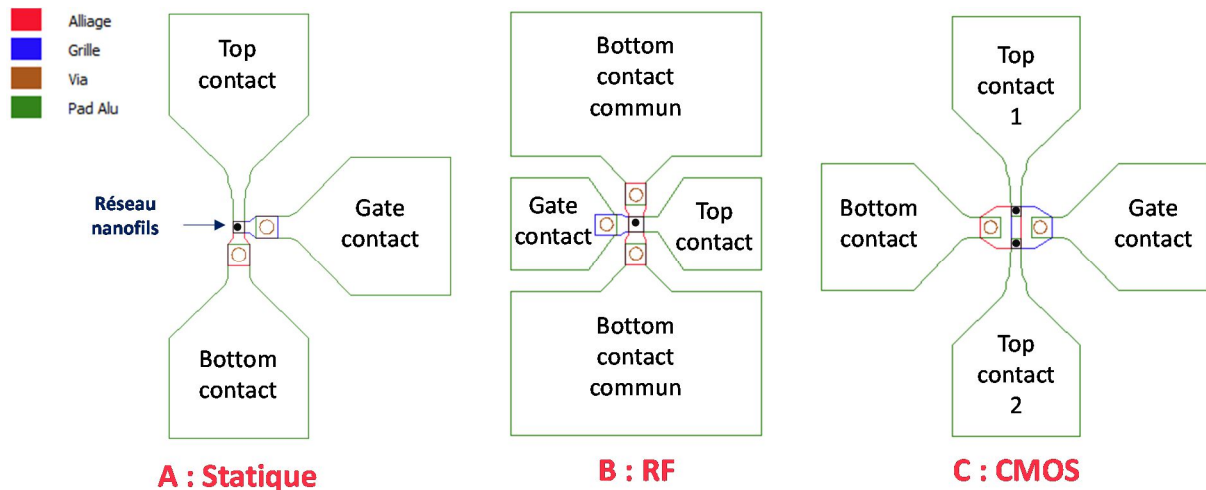 Alliage
Grille
Via
Pad Alu
Top
contact
Réseau
nanofils
Gate
contact
Bottom
contact
A : Statique
Bottom
contact
commun
Gate
contact
Top
contact
Bottom
contact
commun
B : RF
Top
contact
1
Bottom
contact
Gate
contact
Top
contact
2
C : CMOS